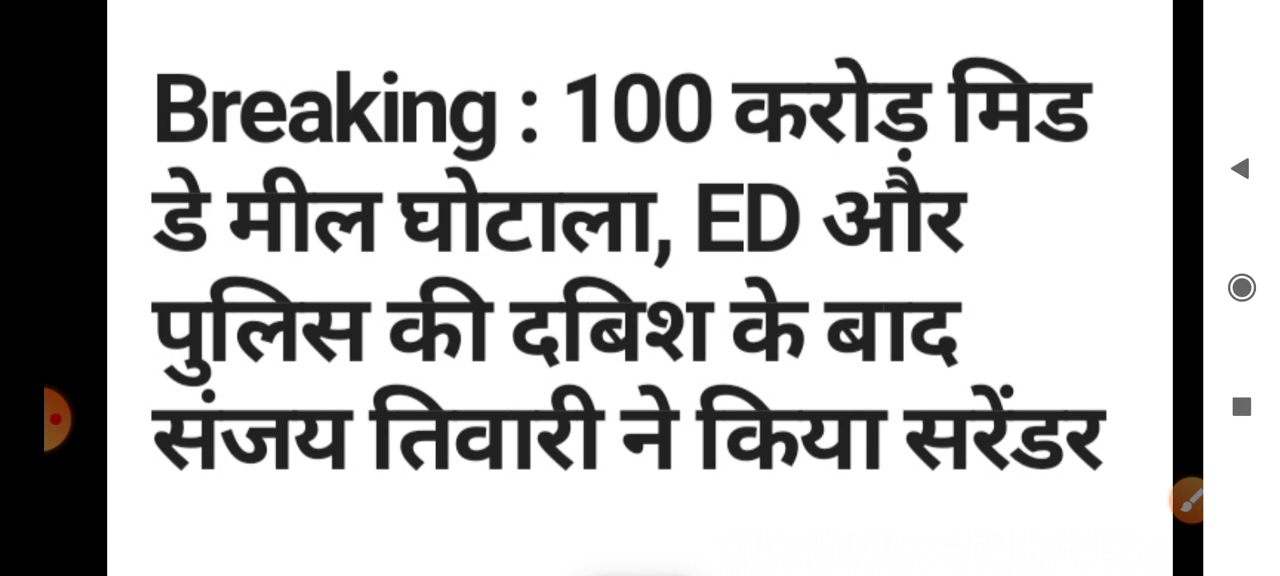 Breaking : 100 करोड़ मिड
डे मील घोटाला, ED और
पुलिस की दबिश के बाद
संजय तिवारी ने किया सरेंडर